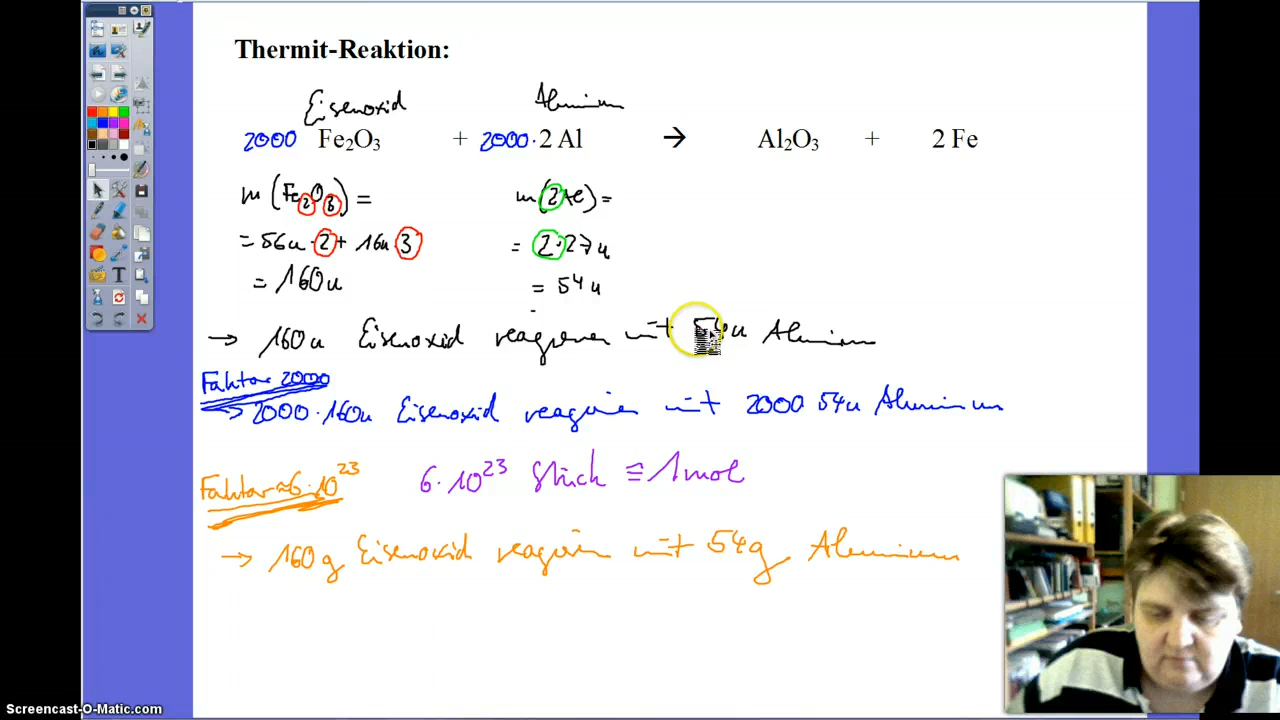 Thermit-Reaktion:
Eisenoxid Aluminium
2000 Fe₂O₃ + 2000·2 Al → Al₂O₃ + 2 Fe
m(Fe₂O₃)= m(2Al)=
=56u·2+16u·3 =2·27u
=160u =54u
→ 160u Eisenoxid reagieren mit 54u Aluminium
Faktor 2000
→ 2000·160u Eisenoxid reagieren mit 2000 54u Aluminium
Faktor≈6·10²³ 6·10²³ Stück ≅ 1mol
→ 160g Eisenoxid reagieren mit 54g Aluminium
Screencast-O-Matic.com